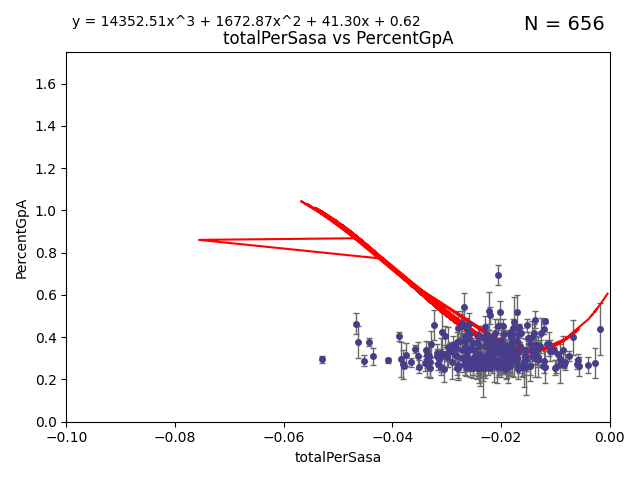 y = 14352.51x^3 + 1672.87x^2 + 41.30x + 0.62
N = 656
totalPerSasa vs PercentGpA
1.6
1.4
1.2
1.0
0.8
0.6
0.4
0.2
0.0
PercentGpA
−0.10 −0.08 −0.06 −0.04 −0.02 0.00
totalPerSasa